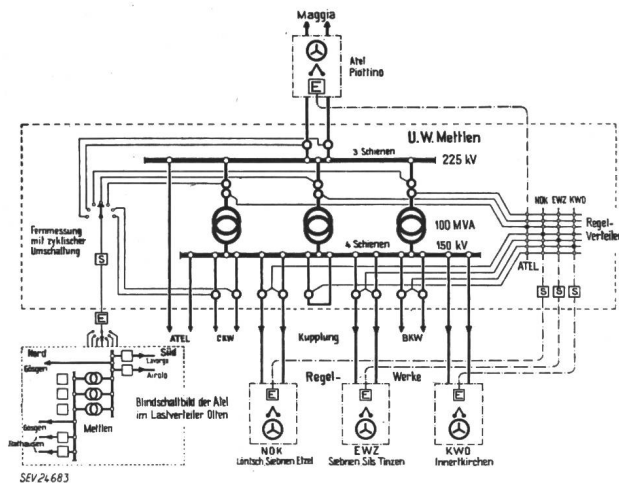 Maggia
Atel
Piottino
E
U.W. Mettlen
3 Schienen
225 kV
NOK EWZ KWO
Fernmessung
mit zyklischer
Umschaltung
100 MVA
Regel-
Verteiler
4 Schienen
150 kV
ATEL
S
S S S
E
ATEL
CKW
Kupplung
BKW
Nord
Süd
Lavorgo
Gösgen
Airolo
Regel-
Werke
Blindschaltbild der Atel
im Lastverteiler Olten
Mettlen
E
E
E
Gösgen
Rathausen
NOK
EWZ
KWO
Löntsch Siebnen Etzel
Siebnen Sils Tinzen
Innertkirchen
SEV24683